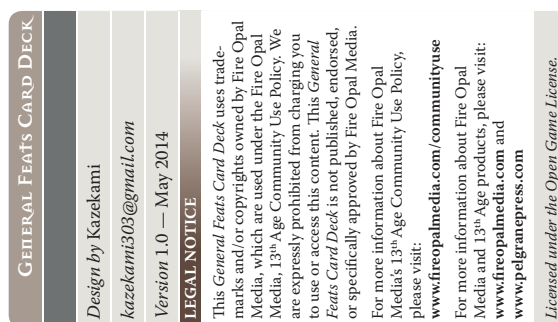 General Feats Card Deck
Design by Kazekami
kazekami303@gmail.com
Version 1.0 — May 2014
LEGAL NOTICE
This General Feats Card Deck uses trade-
marks and/or copyrights owned by Fire Opal
Media, which are used under the Fire Opal
Media, 13th Age Community Use Policy. We
are expressly prohibited from charging you
to use or access this content. This General
Feats Card Deck is not published, endorsed,
or specifically approved by Fire Opal Media.
For more information about Fire Opal
Media's 13th Age Community Use Policy,
please visit:
www.fireopalmedia.com/communityuse
For more information about Fire Opal
Media and 13th Age products, please visit:
www.fireopalmedia.com and
www.pelgranepress.com
Licensed under the Open Game License.